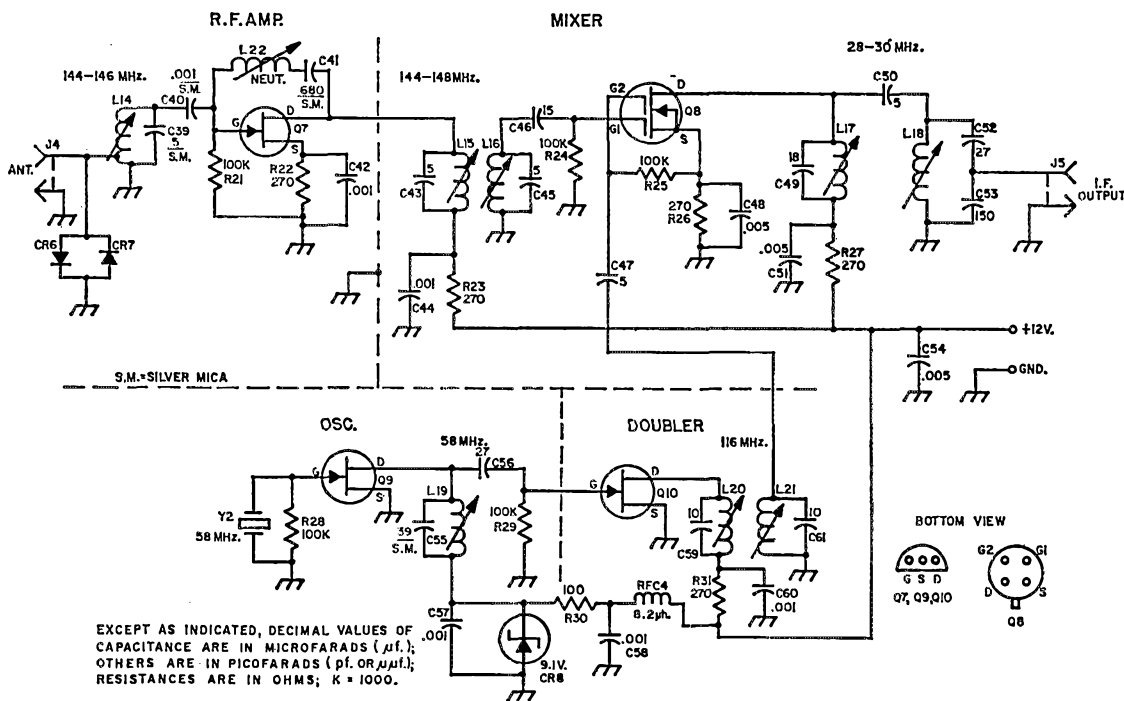 R.F. AMP.
MIXER
L22
C41
NEUT.
680
S.M.
144-146 MHz.
.001
S.M.
C40
L14
J4
ANT.
C39
5
S.M.
G
D
Q7
S
100K
R21
R22
270
C42
.001
CR6
CR7
144-148MHz.
L15
L16
5
C43
5
C45
C46
15
100K
R24
.001
C44
R23
270
G2
G1
D
Q8
S
100K
R25
270
R26
C48
.005
C47
5
28-30 MHz.
C50
5
L17
18
C49
L18
C52
27
C53
150
J5
I.F.
OUTPUT
.005
C51
R27
270
+12V.
C54
.005
GND.
S.M.=SILVER MICA
OSC.
DOUBLER
58 MHz.
27
C56
116 MHz.
G
D
Q9
S
Y2
58 MHz.
R28
100K
L19
39
S.M.
C55
100K
R29
G
D
Q10
S
L20
10
C59
L21
10
C61
R31
270
C60
.001
C57
.001
9.1V.
CR8
100
R30
RFC4
8.2µh.
.001
C58
BOTTOM VIEW
G S D
Q7, Q9,Q10
G2
G1
D
S
Q8
EXCEPT AS INDICATED, DECIMAL VALUES OF
CAPACITANCE ARE IN MICROFARADS (µf.);
OTHERS ARE IN PICOFARADS (pf. OR µµf.);
RESISTANCES ARE IN OHMS; K = 1000.